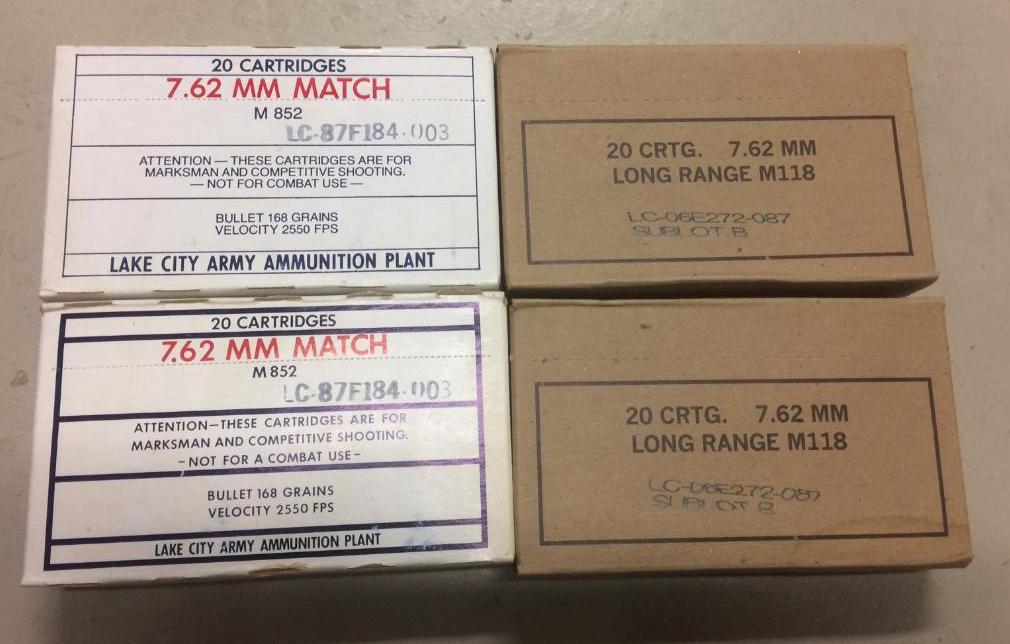 20 CARTRIDGES
7.62 MM MATCH
M 852
LC-87F184-003
ATTENTION — THESE CARTRIDGES ARE FOR
MARKSMAN AND COMPETITIVE SHOOTING.
— NOT FOR COMBAT USE —
BULLET 168 GRAINS
VELOCITY 2550 FPS
LAKE CITY ARMY AMMUNITION PLANT
20 CRTG. 7.62 MM
LONG RANGE M118
LC-06E272-087
SUBLOT B
20 CARTRIDGES
7.62 MM MATCH
M 852
LC-87F184-003
ATTENTION—THESE CARTRIDGES ARE FOR
MARKSMAN AND COMPETITIVE SHOOTING.
-NOT FOR A COMBAT USE-
BULLET 168 GRAINS
VELOCITY 2550 FPS
LAKE CITY ARMY AMMUNITION PLANT
20 CRTG. 7.62 MM
LONG RANGE M118
LC-06E272-087
SUBLOT B